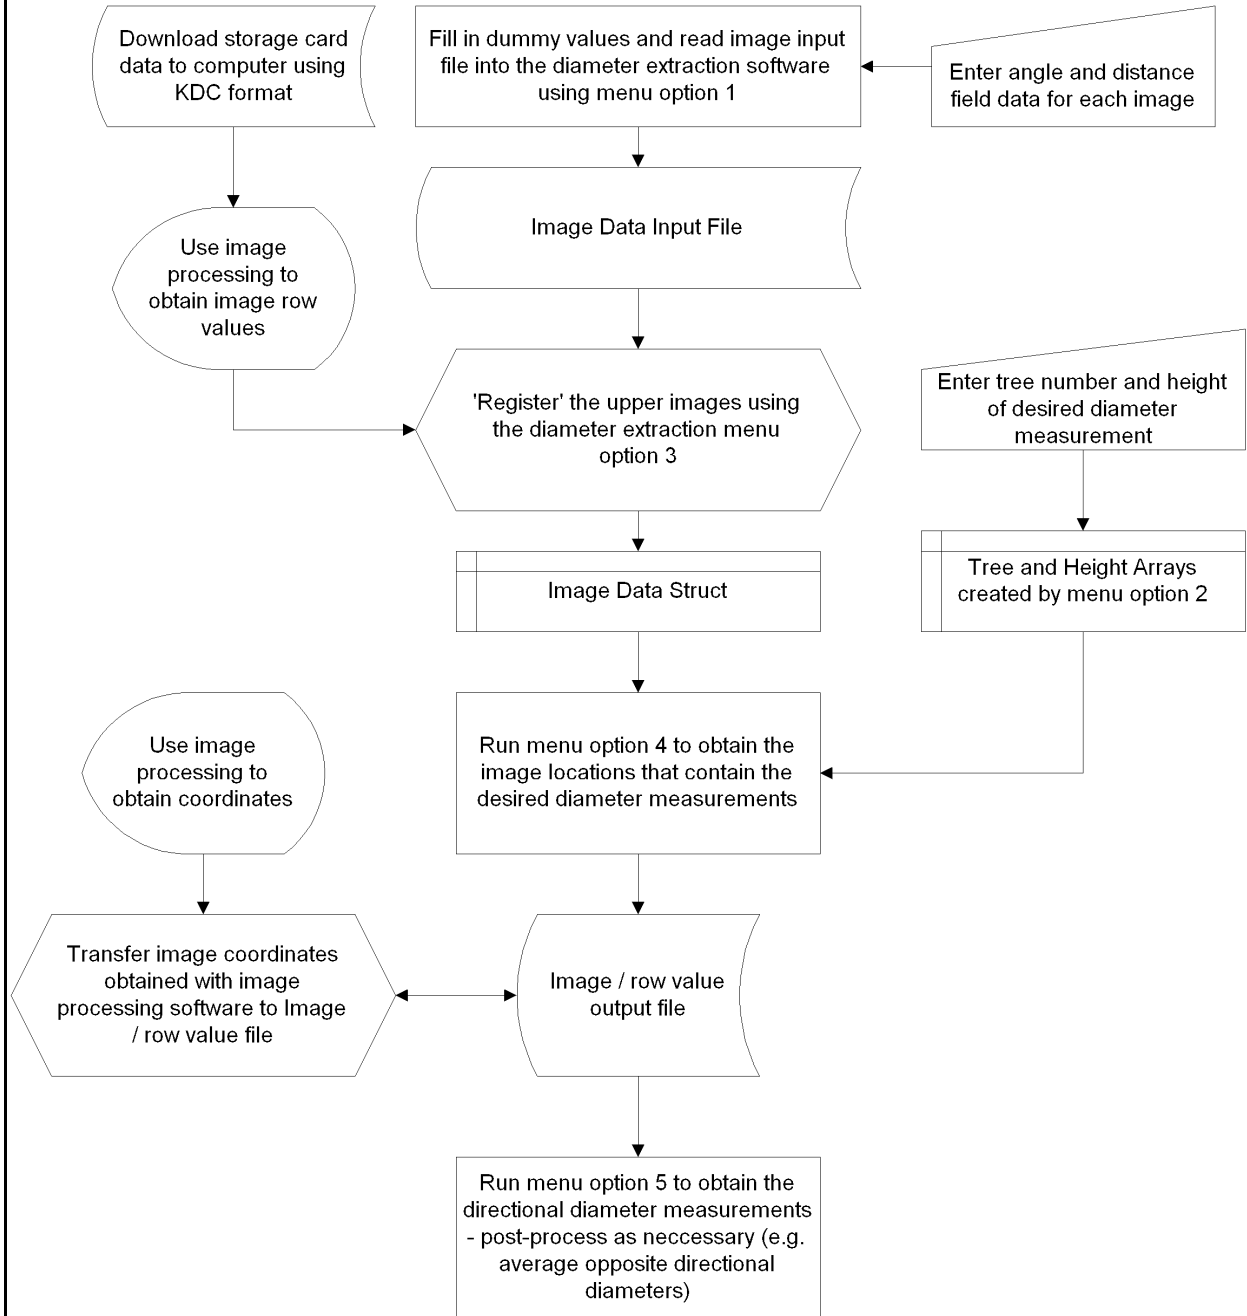 Download storage card
data to computer using
KDC format
Fill in dummy values and read image input
file into the diameter extraction software
using menu option 1
Enter angle and distance
field data for each image
Image Data Input File
Use image
processing to
obtain image row
values
'Register' the upper images using
the diameter extraction menu
option 3
Enter tree number and height
of desired diameter
measurement
Image Data Struct
Tree and Height Arrays
created by menu option 2
Use image
processing to
obtain coordinates
Run menu option 4 to obtain the
image locations that contain the
desired diameter measurements
Transfer image coordinates
obtained with image
processing software to Image
/ row value file
Image / row value
output file
Run menu option 5 to obtain the
directional diameter measurements
- post-process as neccessary (e.g.
average opposite directional
diameters)